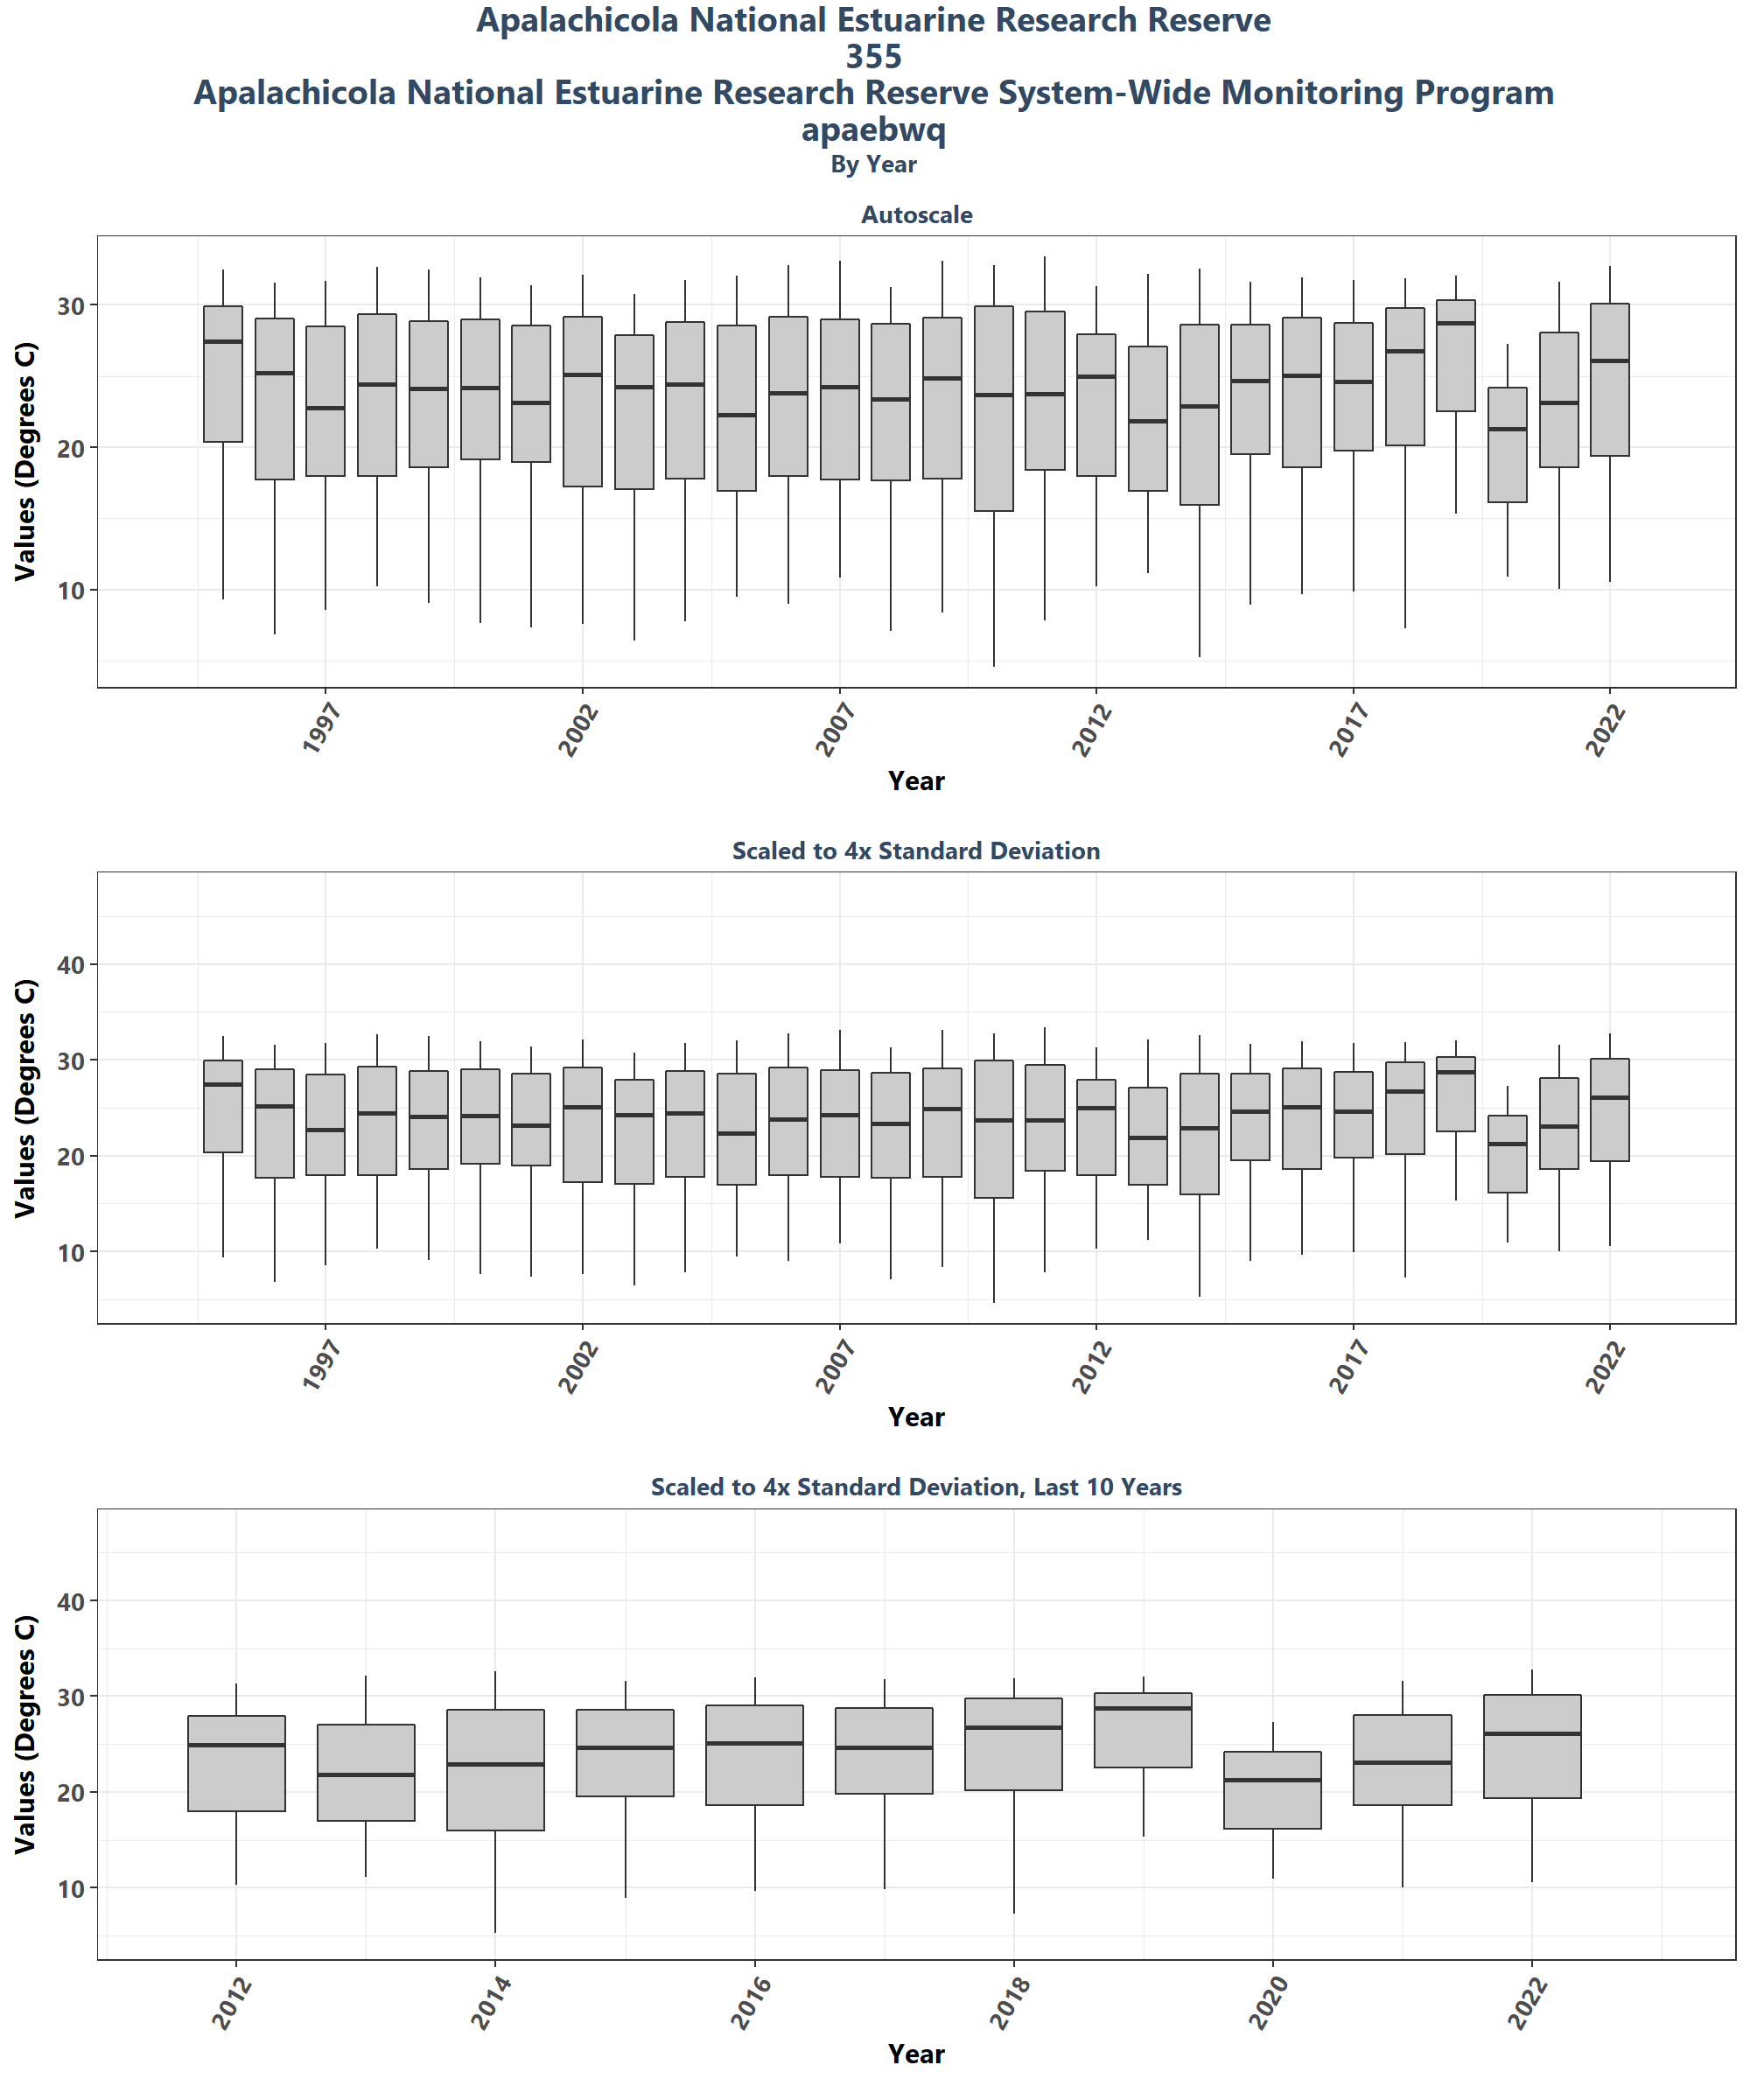 Apalachicola National Estuarine Research Reserve
355
Apalachicola National Estuarine Research Reserve System-Wide Monitoring Program
apaebwq
By Year
Autoscale
Values (Degrees C)
30
20
10
1997 2002 2007 2012 2017 2022
Year
Scaled to 4x Standard Deviation
Values (Degrees C)
40
30
20
10
1997 2002 2007 2012 2017 2022
Year
Scaled to 4x Standard Deviation, Last 10 Years
Values (Degrees C)
40
30
20
10
2012 2014 2016 2018 2020 2022
Year